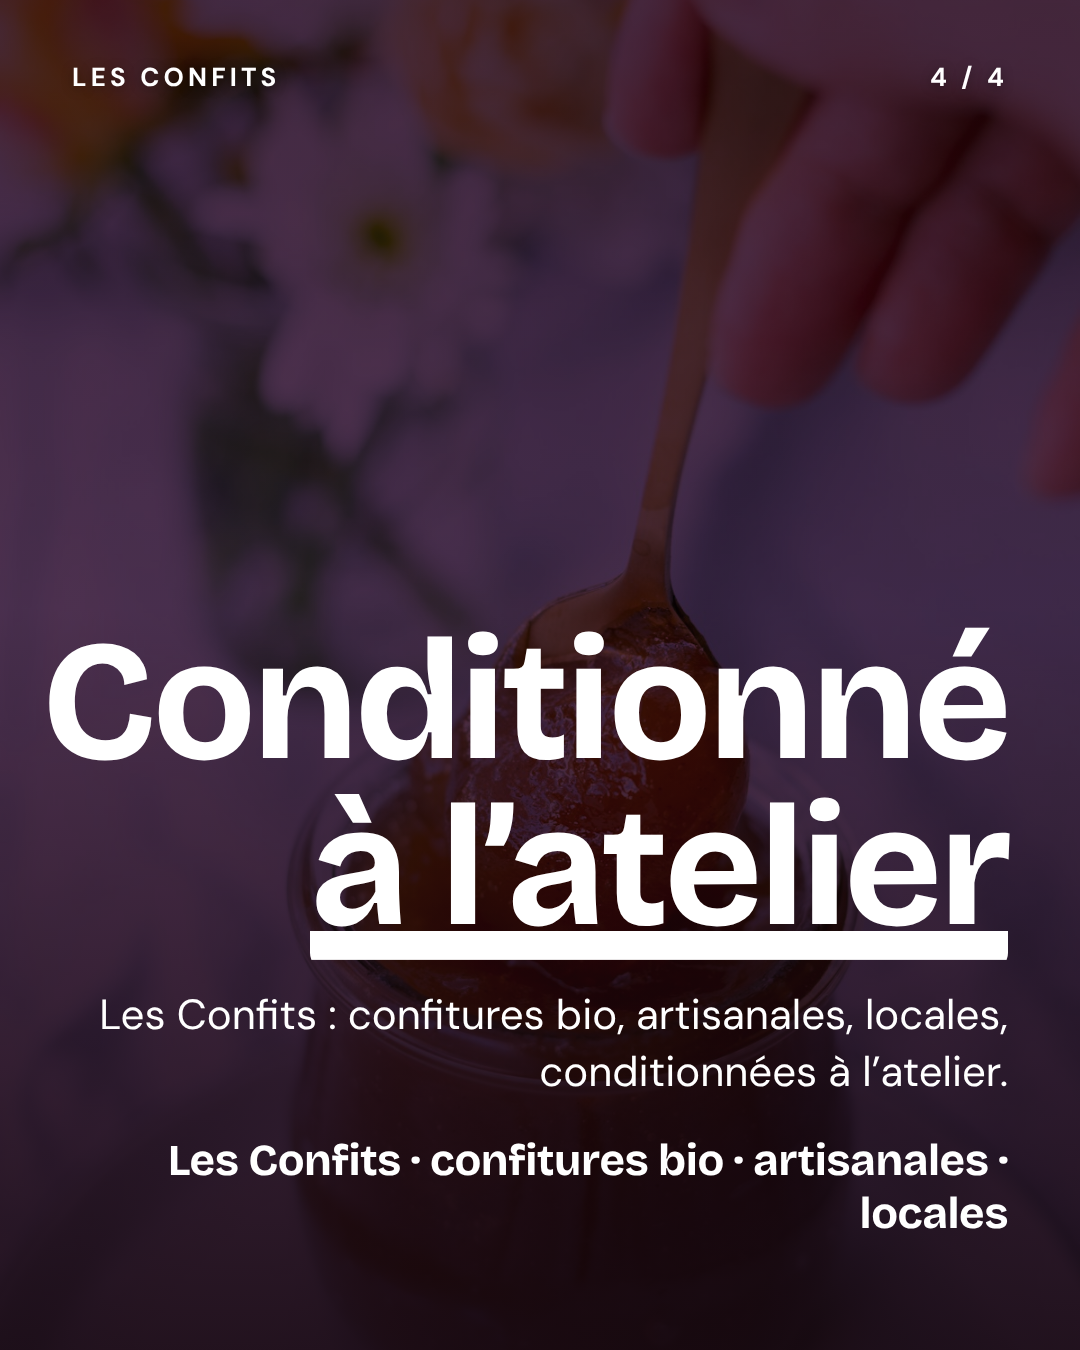 LES CONFITS
4 / 4
Conditionné
à l’atelier
Les Confits : confitures bio, artisanales, locales,
conditionnées à l’atelier.
Les Confits · confitures bio · artisanales ·
locales